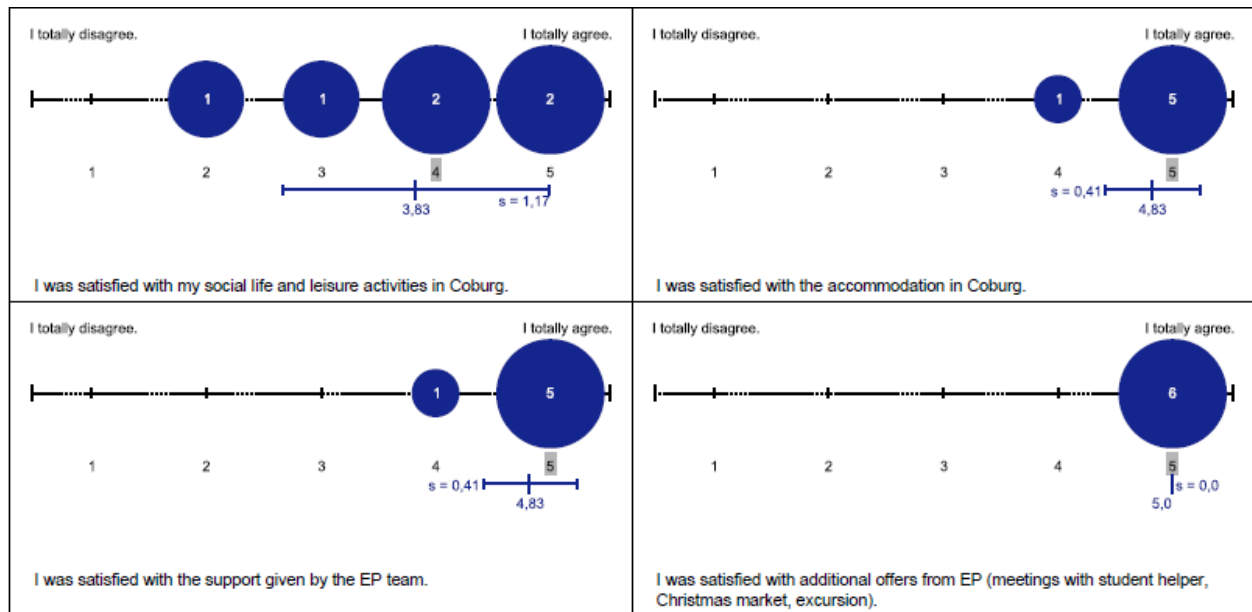 I totally disagree. I totally agree.
1 1 2 2
1 2 3 4 5
s = 1,17
3,83
I was satisfied with my social life and leisure activities in Coburg.
I totally disagree. I totally agree.
1 5
1 2 3 4 5
s = 0,41
4,83
I was satisfied with the accommodation in Coburg.
I totally disagree. I totally agree.
1 5
1 2 3 4 5
s = 0,41
4,83
I was satisfied with the support given by the EP team.
I totally disagree. I totally agree.
6
1 2 3 4 5
s = 0,0
5,0
I was satisfied with additional offers from EP (meetings with student helper,
Christmas market, excursion).